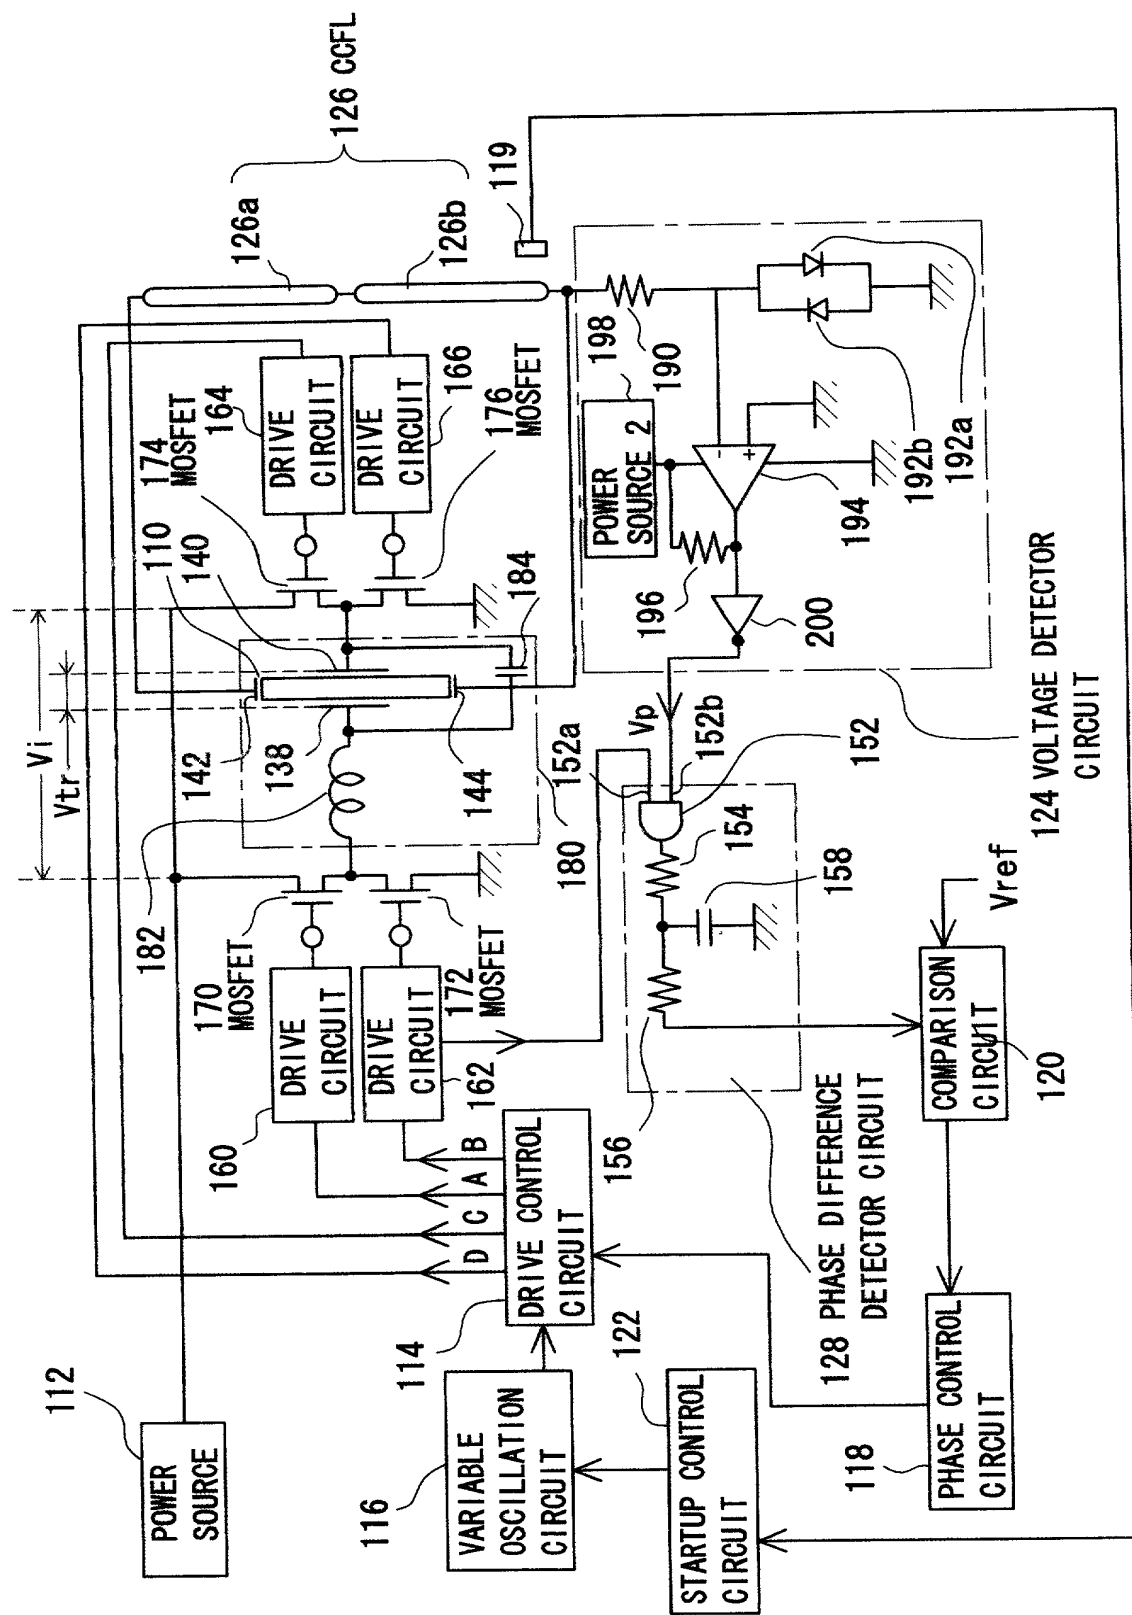 112
POWER
SOURCE
116
VARIABLE
OSCILLATION
CIRCUIT
122
STARTUP CONTROL
CIRCUIT
118
PHASE CONTROL
CIRCUIT
114
DRIVE CONTROL
CIRCUIT
D
C
A
B
160
DRIVE
CIRCUIT
DRIVE
CIRCUIT
162
170
MOSFET
172
MOSFET
182
Vi
Vtr
142
138
144
180
110
140
184
174
MOSFET
164
DRIVE
CIRCUIT
DRIVE
CIRCUIT
166
176
MOSFET
126a
126b
126 CCFL
119
198
POWER
SOURCE 2
190
192b
192a
-
+
194
196
200
124 VOLTAGE DETECTOR
CIRCUIT
Vp
152a
152b
152
154
158
156
128 PHASE DIFFERENCE
DETECTOR CIRCUIT
Vref
COMPARISON
CIRCUIT
120